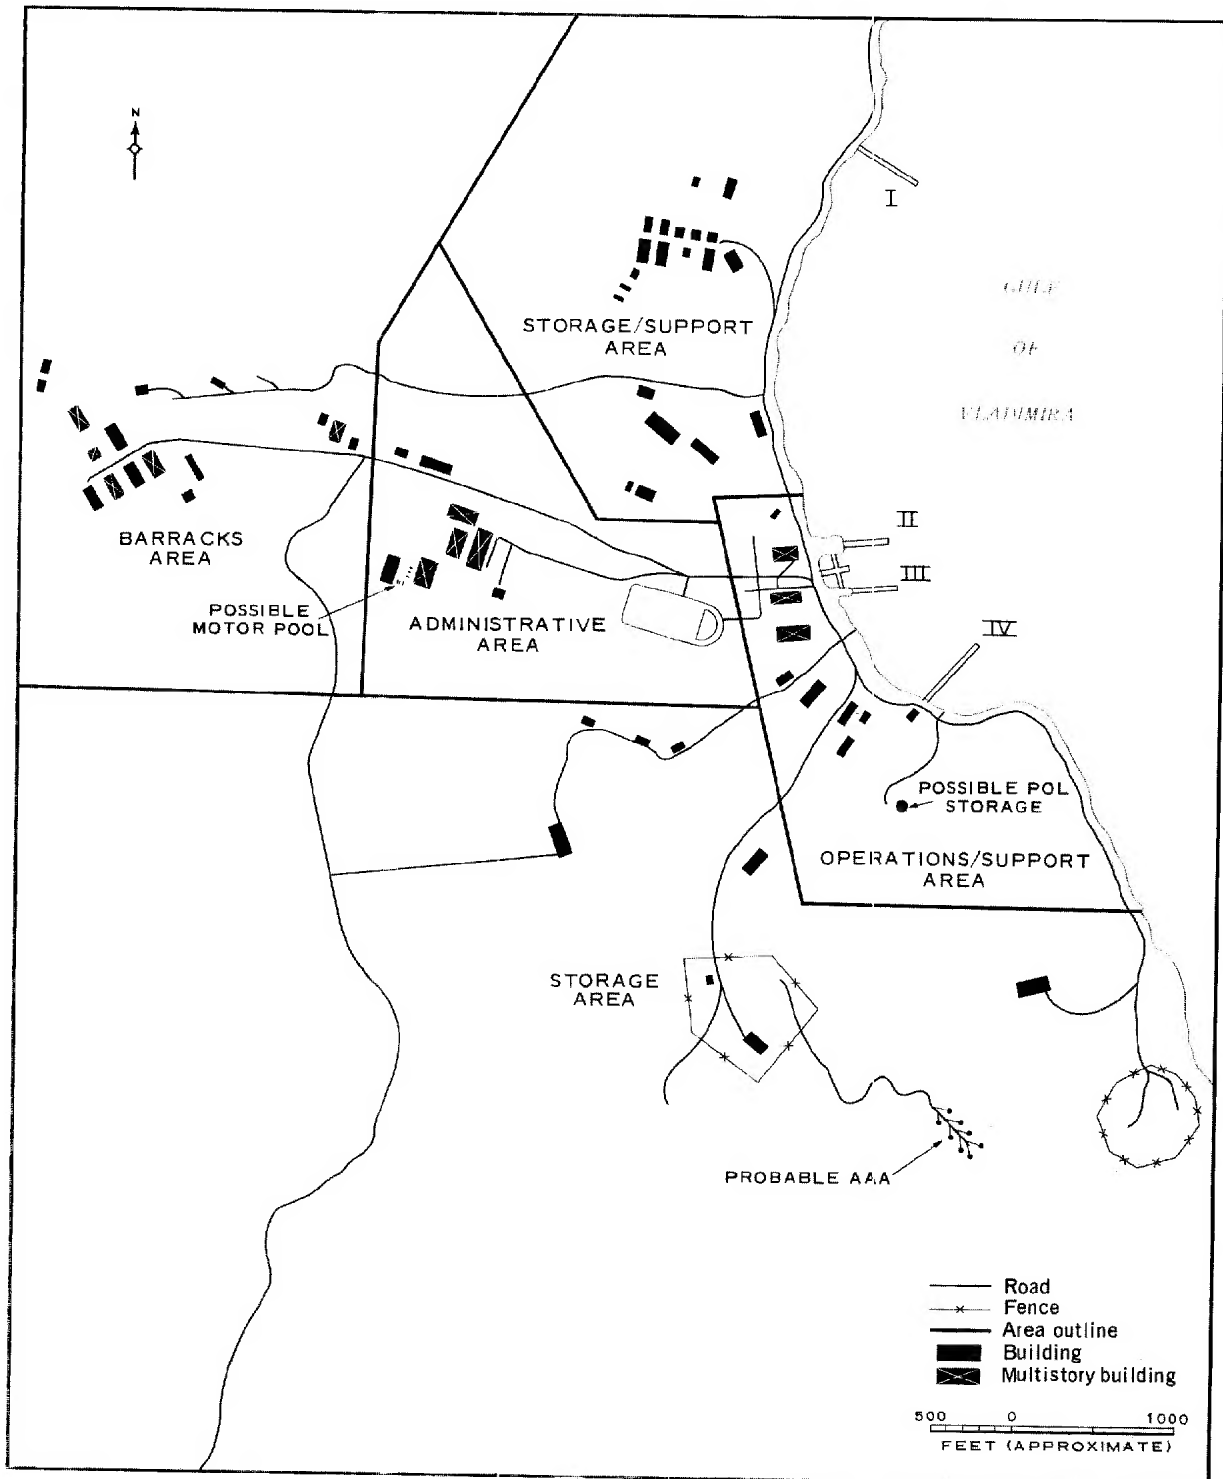 N
I
GULF
OF
VLADIMIRA
STORAGE/SUPPORT
AREA
II
III
BARRACKS
AREA
POSSIBLE
MOTOR POOL
ADMINISTRATIVE
AREA
IV
POSSIBLE POL
STORAGE
OPERATIONS/SUPPORT
AREA
STORAGE
AREA
PROBABLE AAA
Road
Fence
Area outline
Building
Multistory building
500 0 1000
FEET (APPROXIMATE)